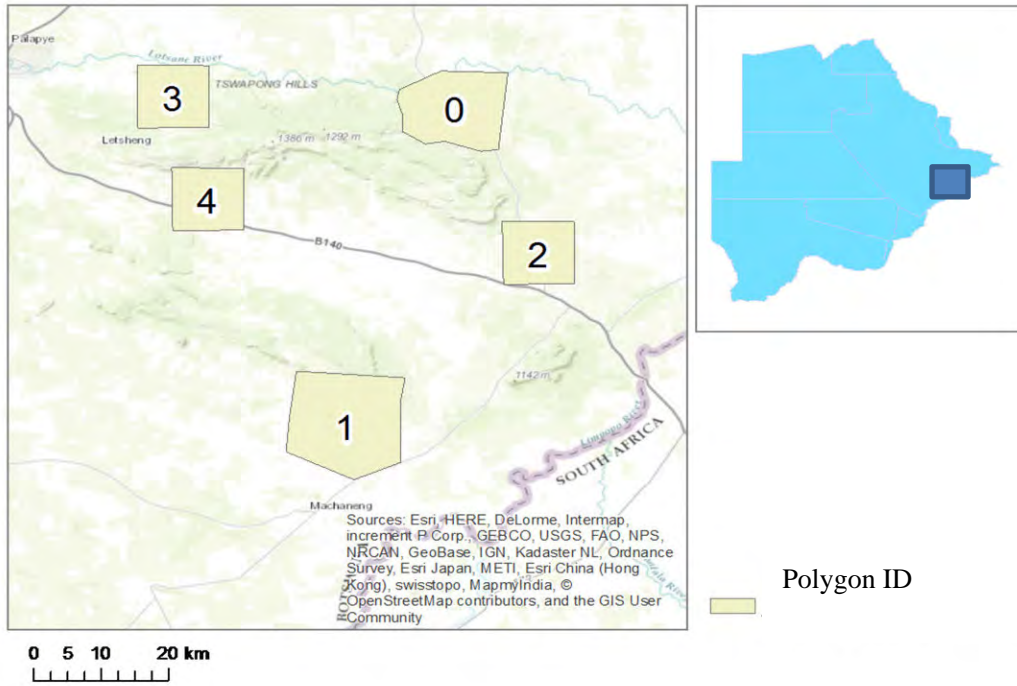 Palapye
Lotsane River
TSWAPONG HILLS
3
0
Letsheng
1386 m
1292 m
4
B140
2
1142 m
1
Limpopo River
SOUTH AFRICA
Machaneng
Sources: Esri, HERE, DeLorme, Intermap,
increment P Corp., GEBCO, USGS, FAO, NPS,
NRCAN, GeoBase, IGN, Kadaster NL, Ordnance
Survey, Esri Japan, METI, Esri China (Hong
Kong), swisstopo, MapmyIndia, ©
OpenStreetMap contributors, and the GIS User
Community
Polygon ID
0 5 10 20 km